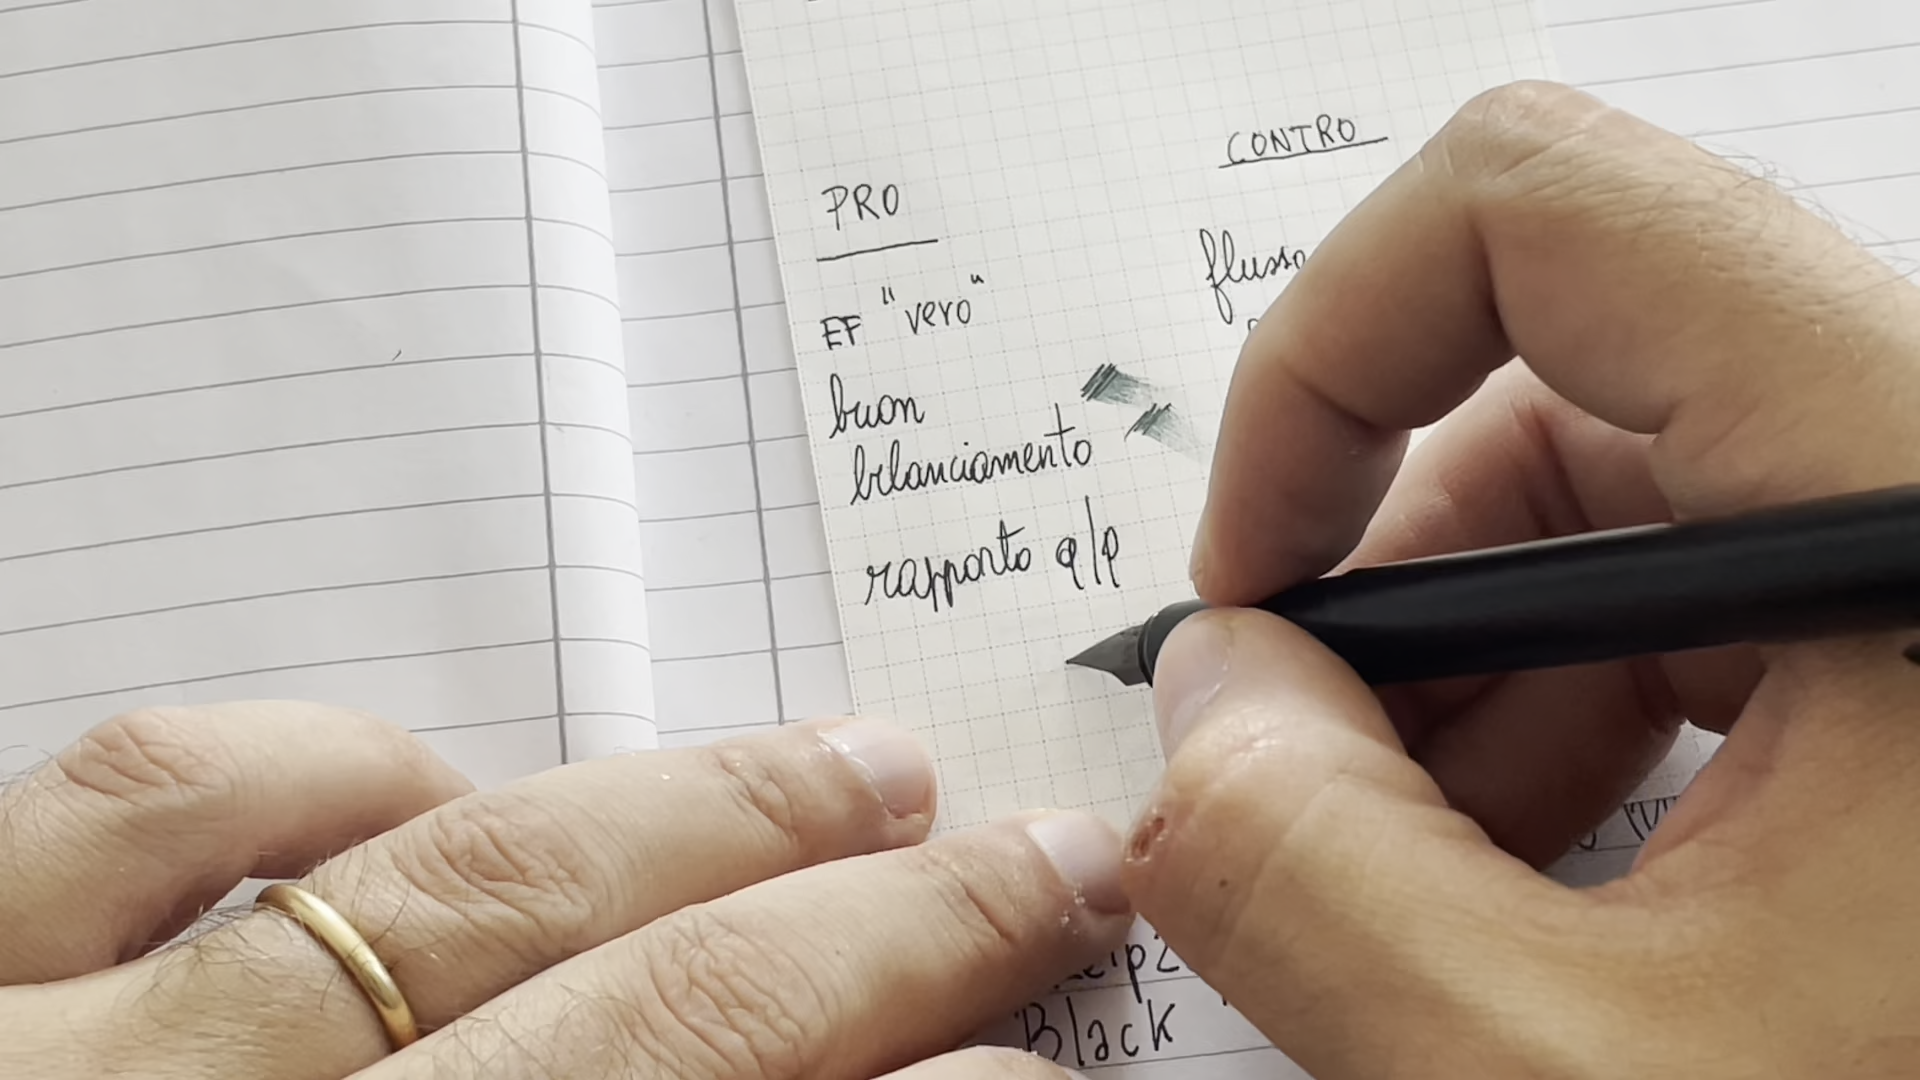 PRO
EF "vero"
buon
bilanciamento
rapporto q/p
CONTRO
flusso
Black